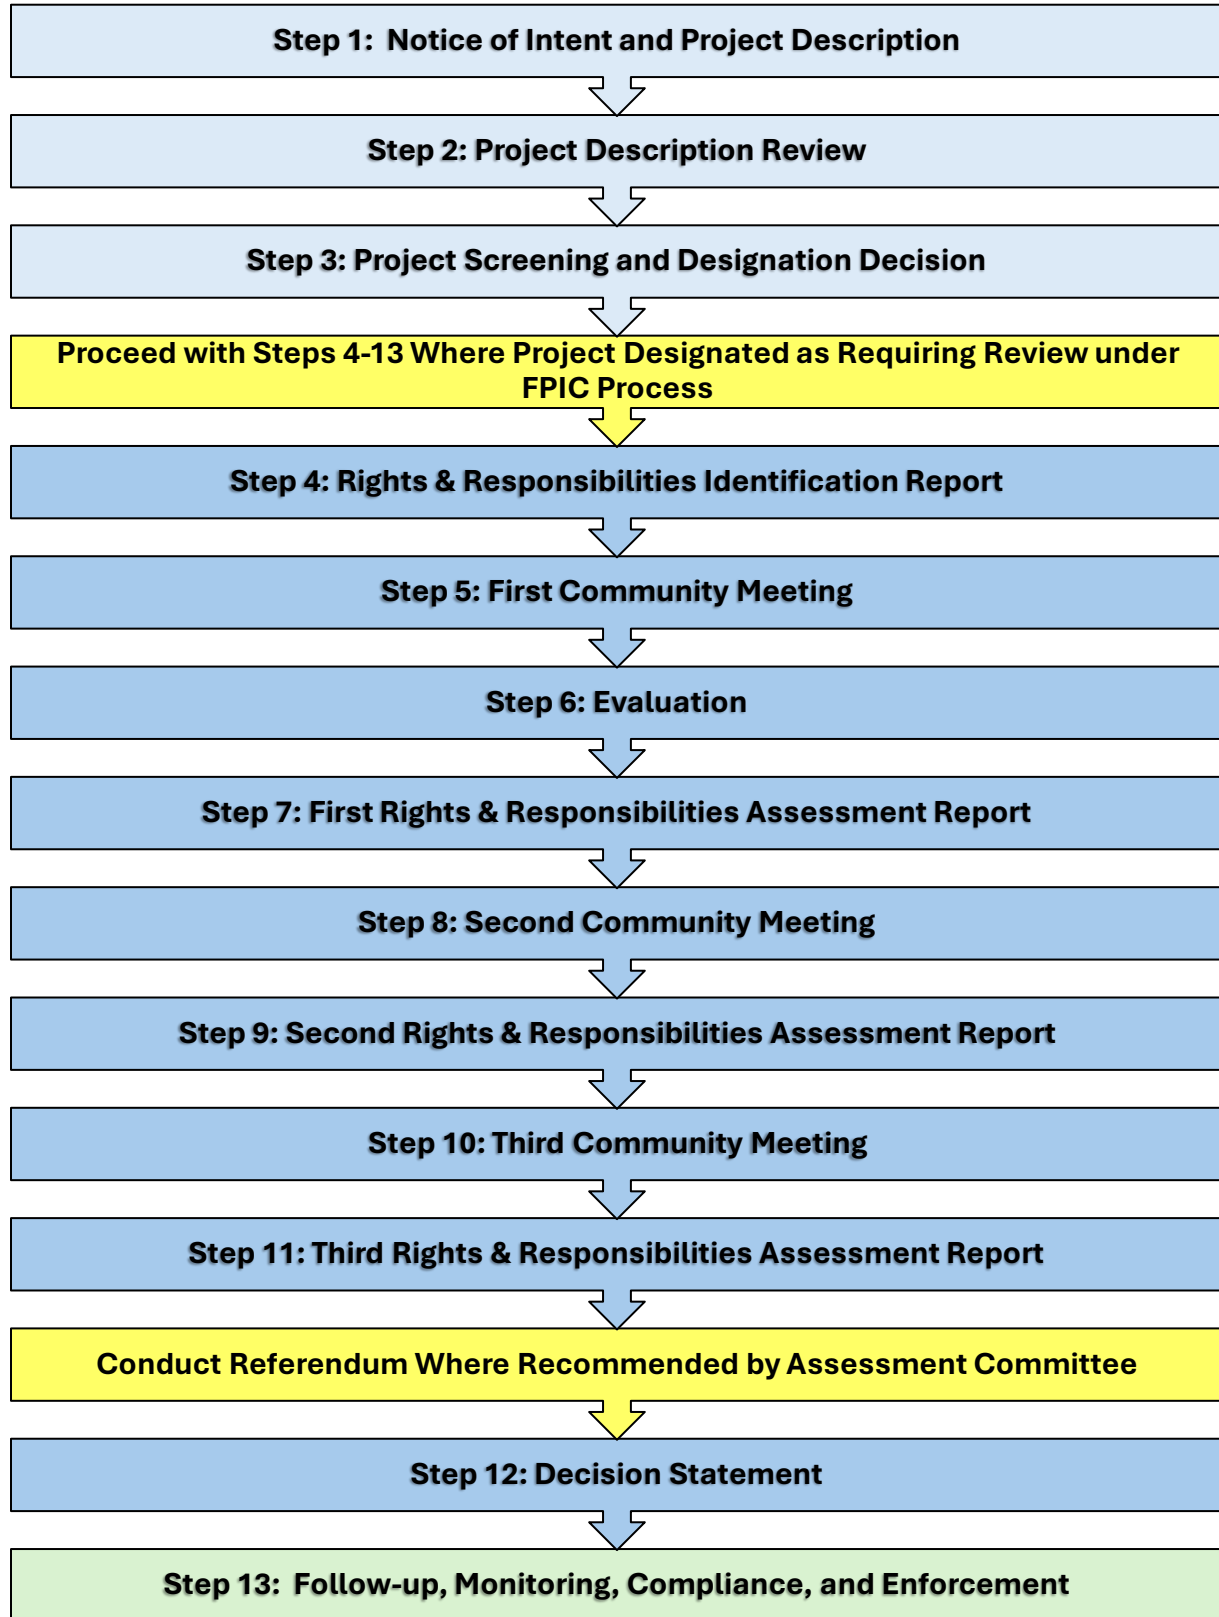 Step 1:  Notice of Intent and Project Description
Step 2: Project Description Review
Step 3: Project Screening and Designation Decision
Proceed with Steps 4-13 Where Project Designated as Requiring Review under
FPIC Process
Step 4: Rights & Responsibilities Identification Report
Step 5: First Community Meeting
Step 6: Evaluation
Step 7: First Rights & Responsibilities Assessment Report
Step 8: Second Community Meeting
Step 9: Second Rights & Responsibilities Assessment Report
Step 10: Third Community Meeting
Step 11: Third Rights & Responsibilities Assessment Report
Conduct Referendum Where Recommended by Assessment Committee
Step 12: Decision Statement
Step 13:  Follow-up, Monitoring, Compliance, and Enforcement